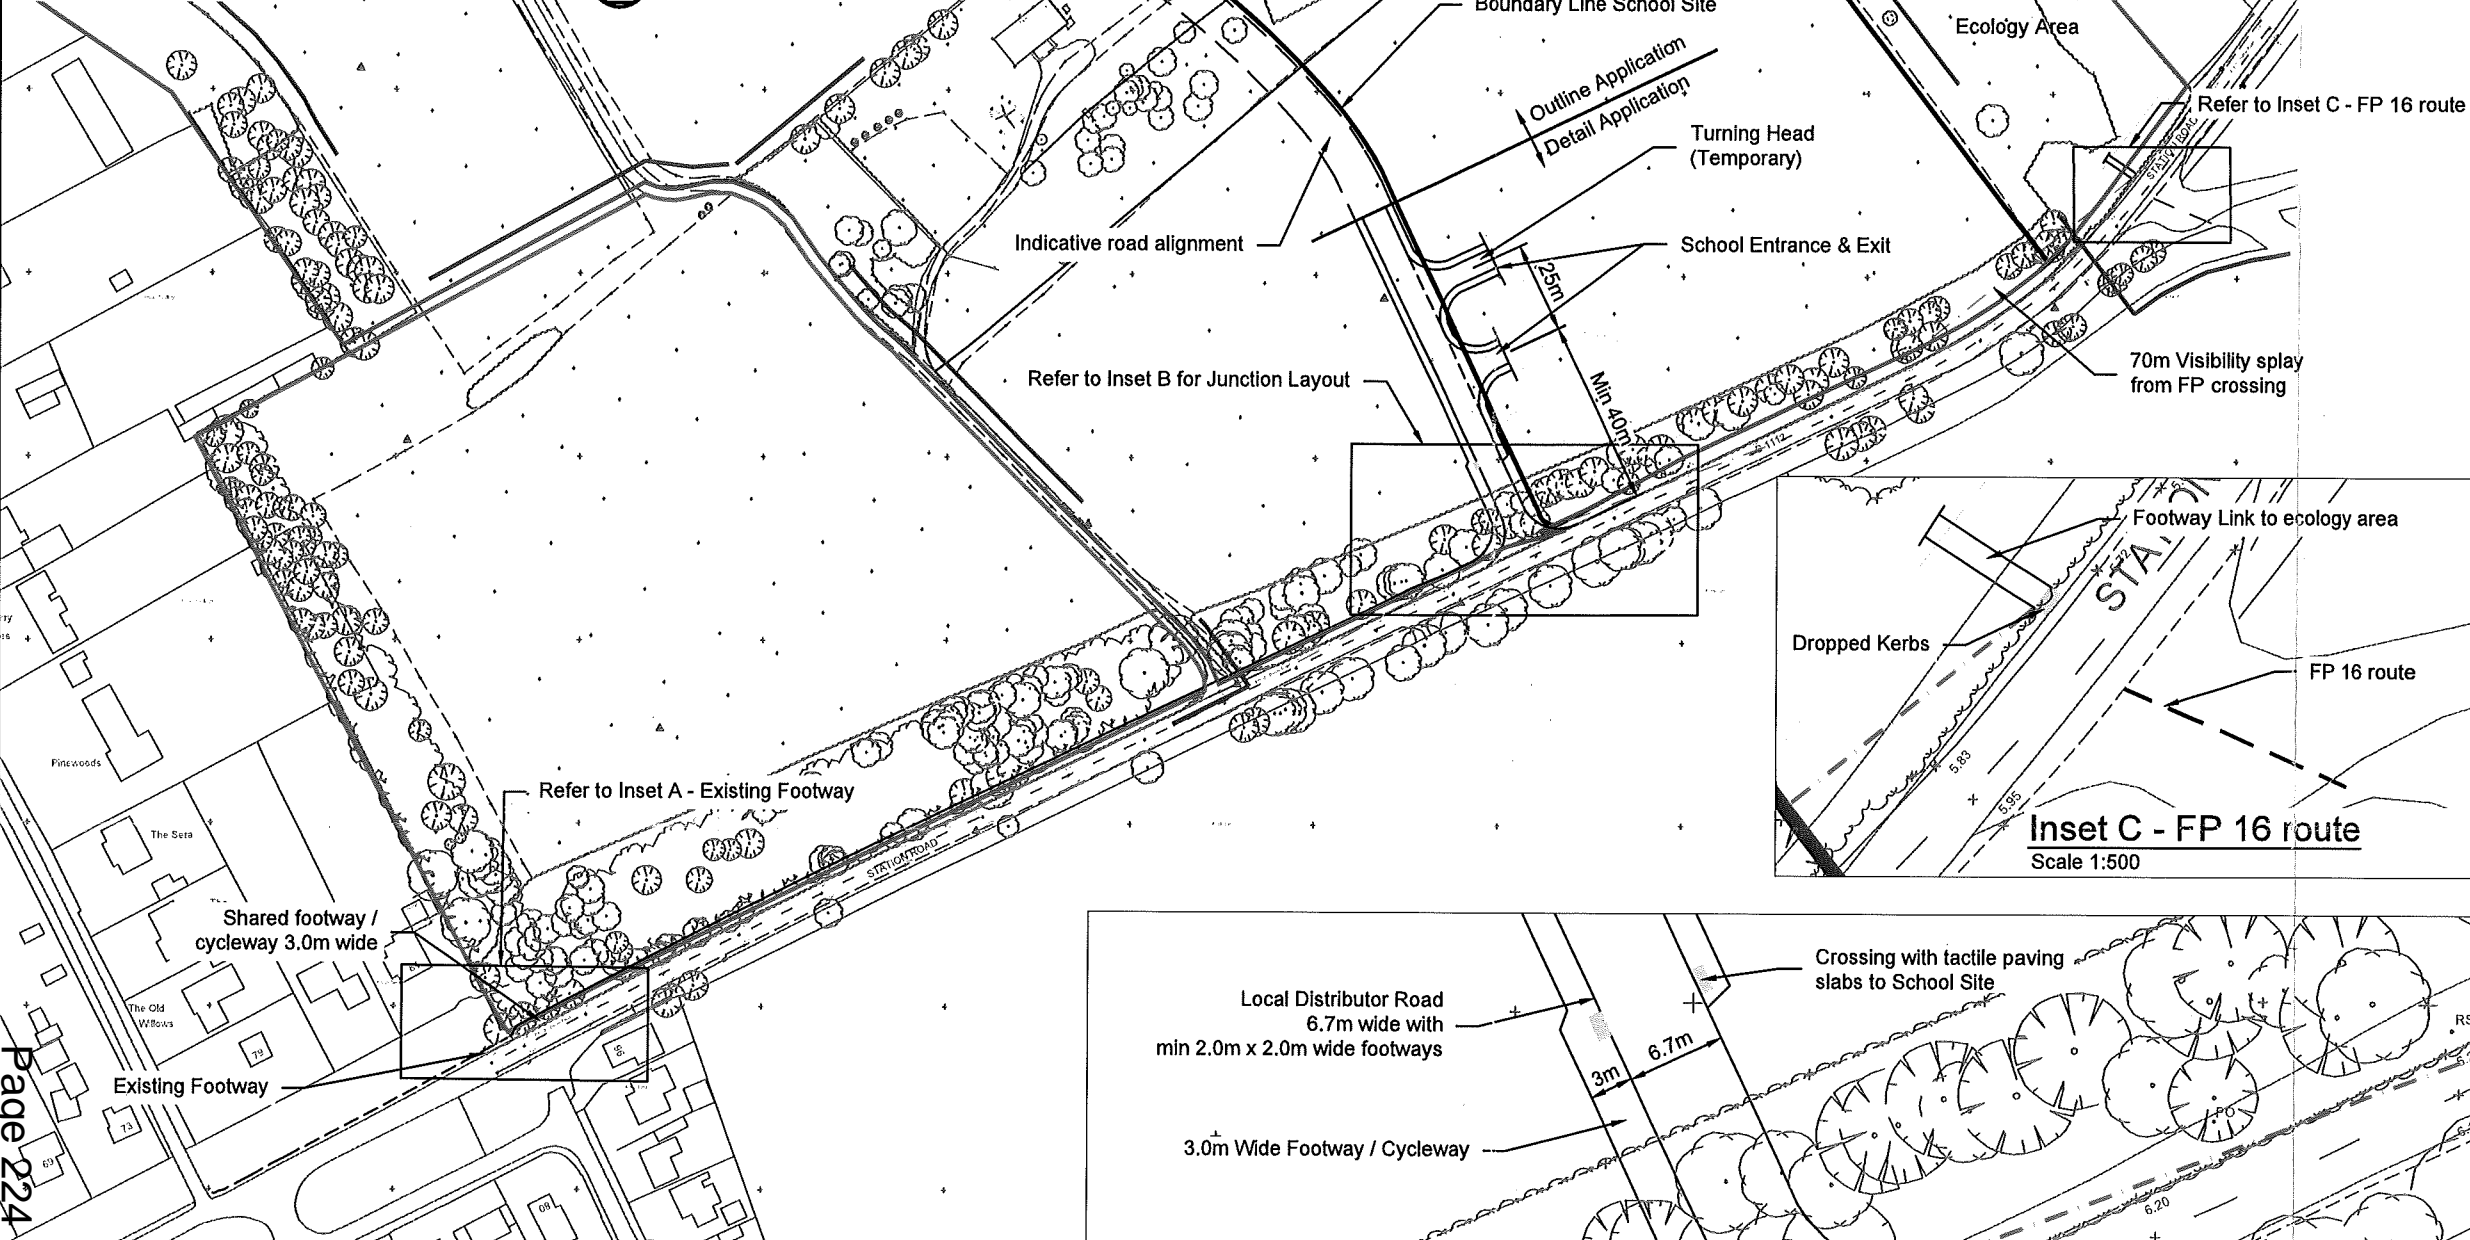 Boundary Line School Site
Ecology Area
Outline Application
Detail Application
Refer to Inset C - FP 16 route
STATION ROAD
Turning Head
(Temporary)
Indicative road alignment
School Entrance & Exit
25m
Refer to Inset B for Junction Layout
Min 40m
70m Visibility splay
from FP crossing
C-1112
Footway Link to ecology area
STATI
Dropped Kerbs
FP 16 route
5.83
5.95
Inset C - FP 16 route
Scale 1:500
Pinewoods
Refer to Inset A - Existing Footway
The Sera
STATION ROAD
Shared footway /
cycleway 3.0m wide
The Old
Willows
79
96
Existing Footway
73
69
80
Page 224
Crossing with tactile paving
slabs to School Site
Local Distributor Road
6.7m wide with
min 2.0m x 2.0m wide footways
6.7m
3m
3.0m Wide Footway / Cycleway
PO
6.20